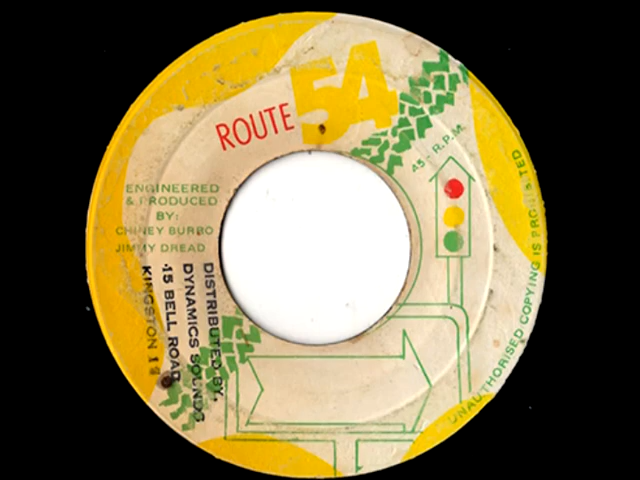 ROUTE 54
45 - R.P.M.
ENGINEERED
& PRODUCED
BY:
CHINEY BURRO
JIMMY DREAD
DISTRIBUTED BY,
DYNAMICS SOUNDS
15 BELL ROAD,
KINGSTON 11
UNAUTHORISED COPYING IS PROHIBITED